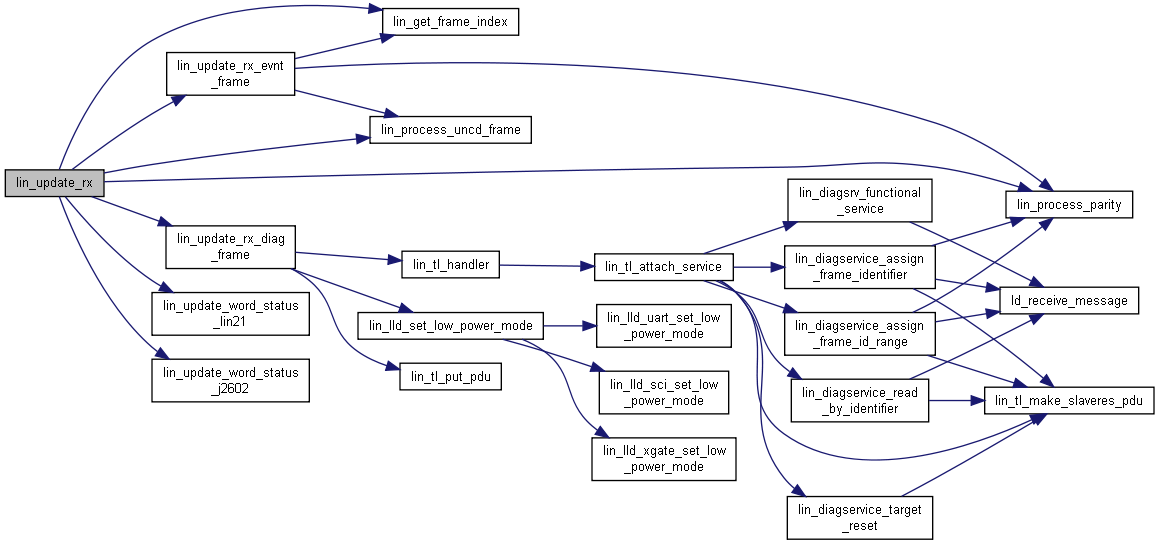 lin_get_frame_index
lin_update_rx_evnt
_frame
lin_process_uncd_frame
lin_update_rx
lin_diagsrv_functional
_service
lin_process_parity
lin_update_rx_diag
_frame
lin_tl_handler
lin_tl_attach_service
lin_diagservice_assign
_frame_identifier
lin_update_word_status
_lin21
ld_receive_message
lin_lld_set_low_power_mode
lin_lld_uart_set_low
_power_mode
lin_diagservice_assign
_frame_id_range
lin_update_word_status
_j2602
lin_tl_put_pdu
lin_lld_sci_set_low
_power_mode
lin_diagservice_read
_by_identifier
lin_tl_make_slaveres_pdu
lin_lld_xgate_set_low
_power_mode
lin_diagservice_target
_reset